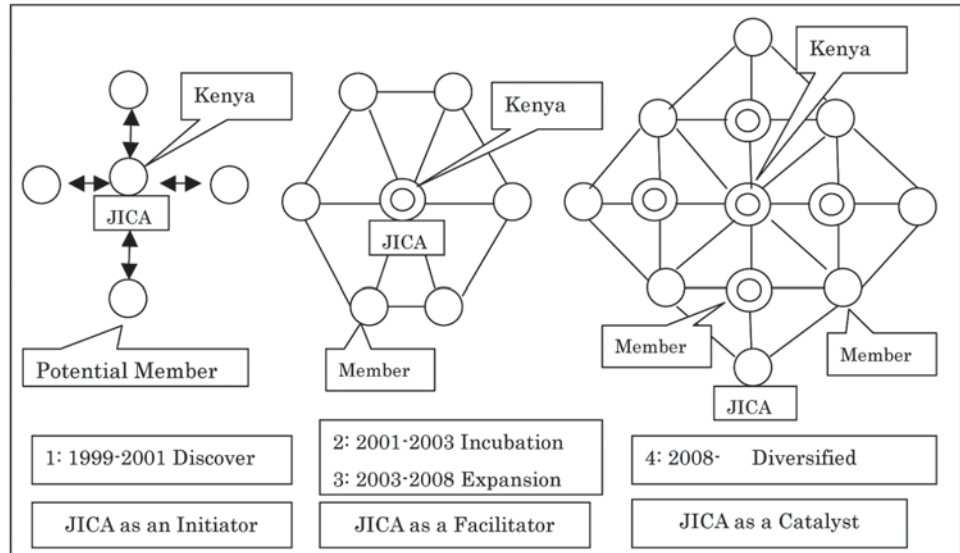 Kenya
JICA
Potential Member
1: 1999-2001 Discover
JICA as an Initiator
Kenya
JICA
Member
2: 2001-2003 Incubation
3: 2003-2008 Expansion
JICA as a Facilitator
Kenya
Member
Member
JICA
4: 2008- Diversified
JICA as a Catalyst